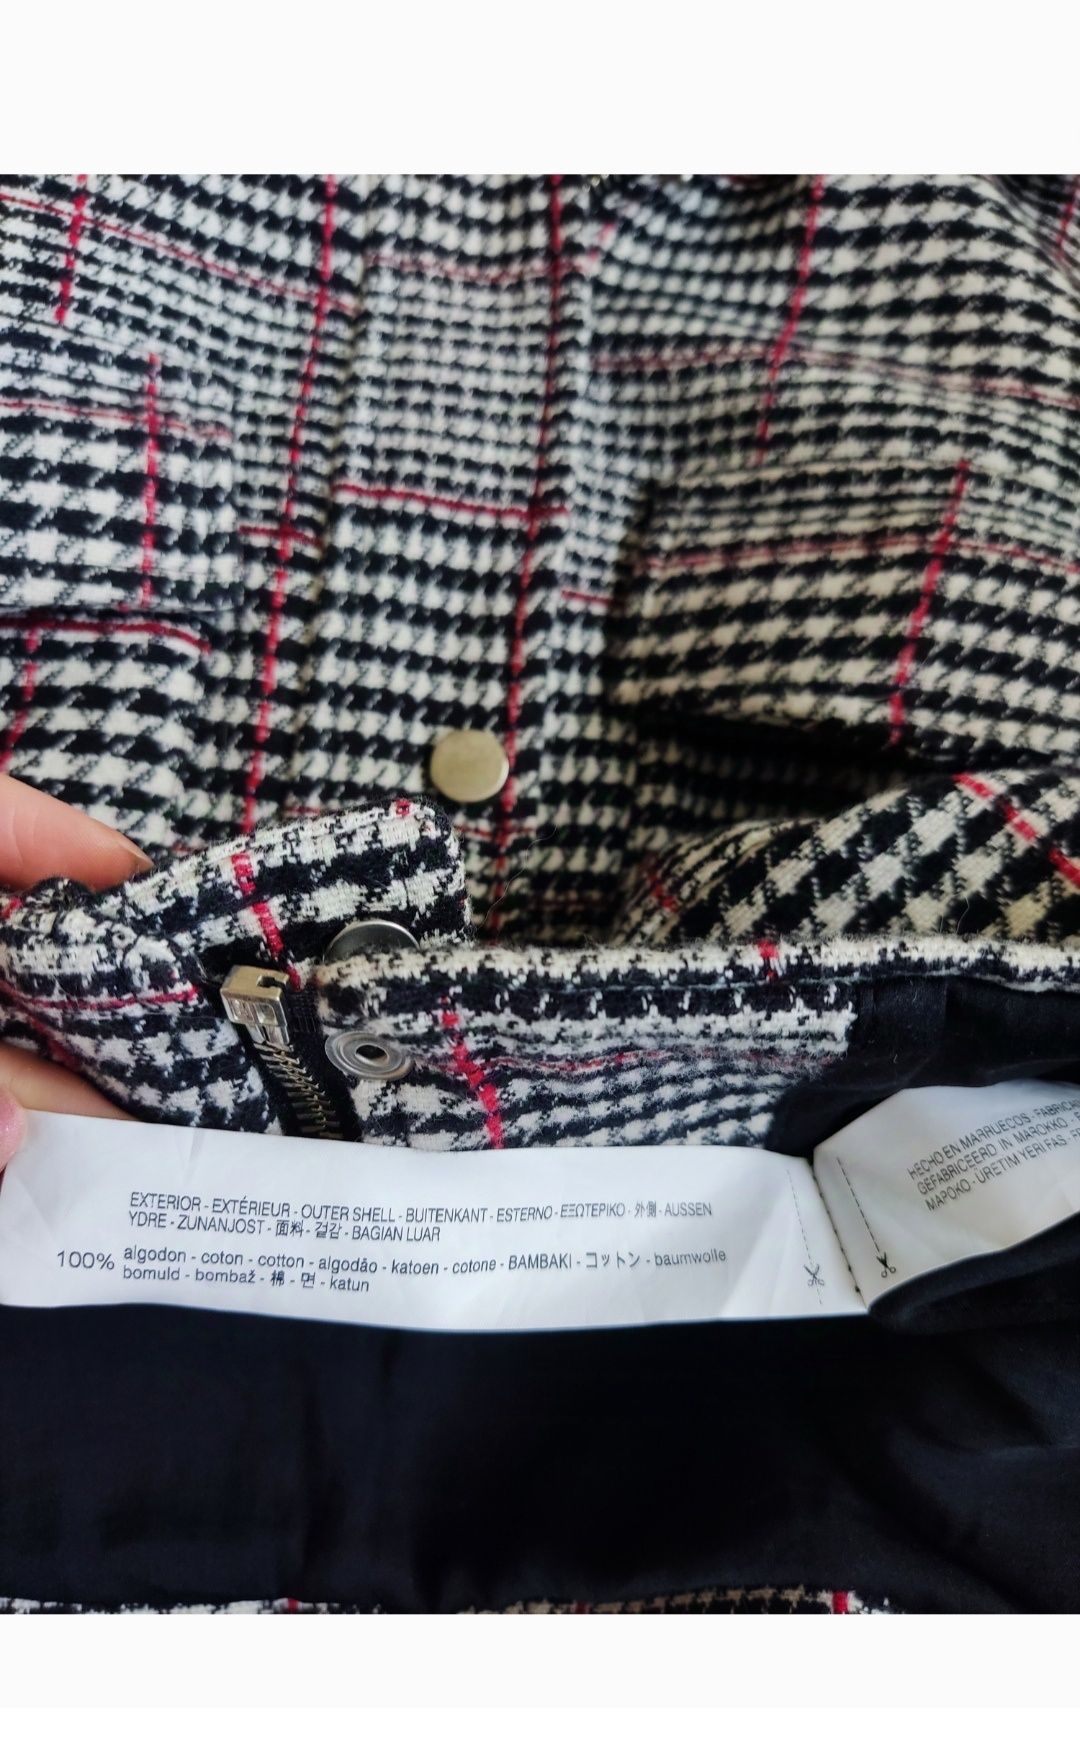 EXTERIOR - EXTÉRIEUR - OUTER SHELL - BUITENKANT - ESTERNO - ΕΞΩΤΕΡΙΚΟ - 外側 - AUSSEN
YDRE - ZUNANJOST - 面料 - 겉감 - BAGIAN LUAR
100% algodon - coton - cotton - algodão - katoen - cotone - BAMBAKI - コットン - baumwolle
bomuld - bombaž - 棉 - 면 - katun
HECHO EN MARRUECOS - FABRICA
GEFABRICEERD IN MAROKKO -
MAPOKO - ÜRETIM YERI FAS -